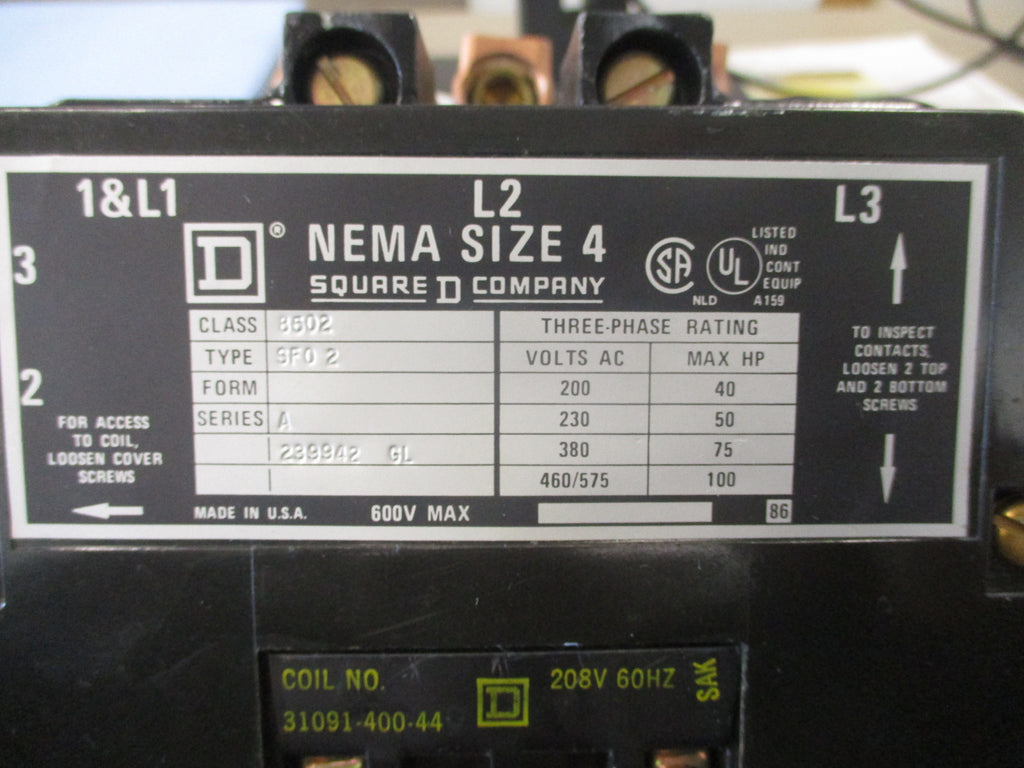 1&L1 L2 L3
3
D ® NEMA SIZE 4
SQUARE D COMPANY
SA NLD
UL LISTED
IND
CONT
EQUIP
A159
2
FOR ACCESS
TO COIL,
LOOSEN COVER
SCREWS
CLASS 8502
TYPE SFO 2
FORM
SERIES A
239942 GL
THREE-PHASE RATING
VOLTS AC MAX HP
200 40
230 50
380 75
460/575 100
TO INSPECT
CONTACTS,
LOOSEN 2 TOP
AND 2 BOTTOM
SCREWS
MADE IN U.S.A. 600V MAX 86
COIL NO. D 208V 60HZ SAK
31091-400-44